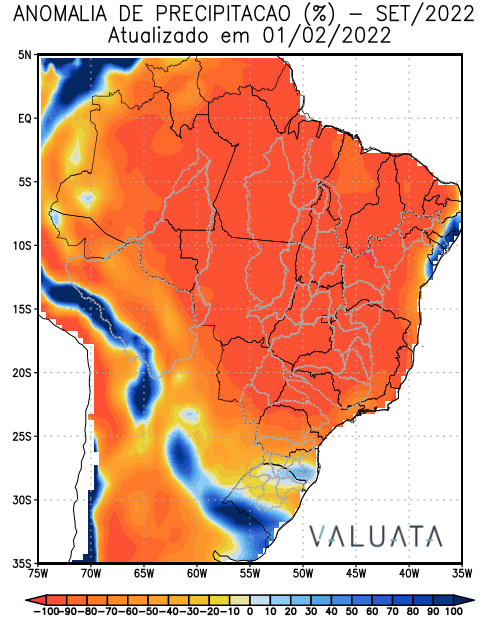 ANOMALIA DE PRECIPITACAO (%) – SET/2022
Atualizado em 01/02/2022
5N
EQ
5S
10S
15S
20S
25S
30S
35S
VALUATA
75W 70W 65W 60W 55W 50W 45W 40W 35W
-100 -90 -80 -70 -60 -50 -40 -30 -20 -10 0 10 20 30 40 50 60 70 80 90 100